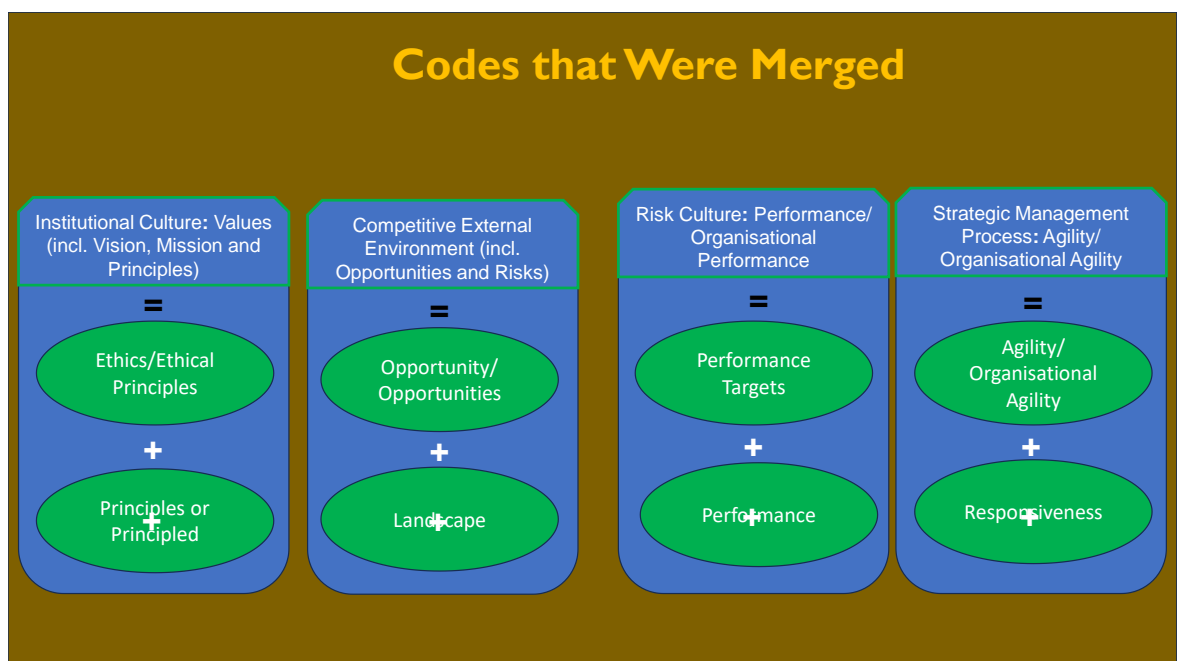 Codes that Were Merged
Institutional Culture: Values
(incl. Vision, Mission and
Principles)
=
Ethics/Ethical
Principles
+
Principles or
Principled
+
Competitive External
Environment (incl.
Opportunities and Risks)
=
Opportunity/
Opportunities
+
Landscape
+
Risk Culture: Performance/
Organisational
Performance
=
Performance
Targets
+
Performance
+
Strategic Management
Process: Agility/
Organisational Agility
=
Agility/
Organisational
Agility
+
Responsiveness
+